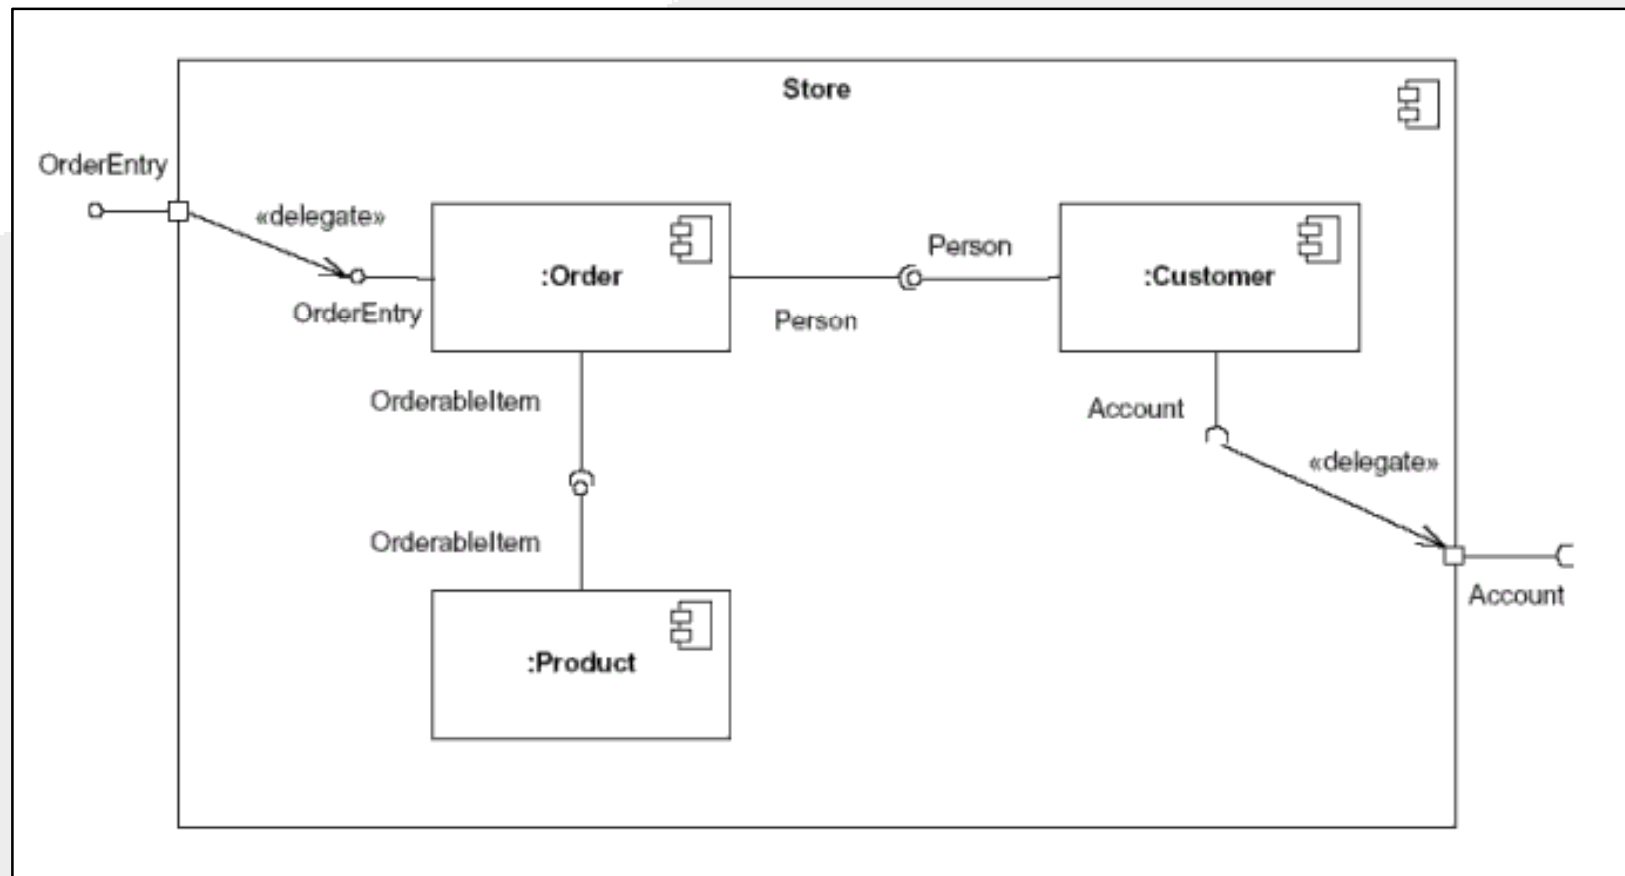 Store
OrderEntry
«delegate»
:Order
OrderEntry
Person
Person
:Customer
OrderableItem
Account
«delegate»
OrderableItem
Account
:Product